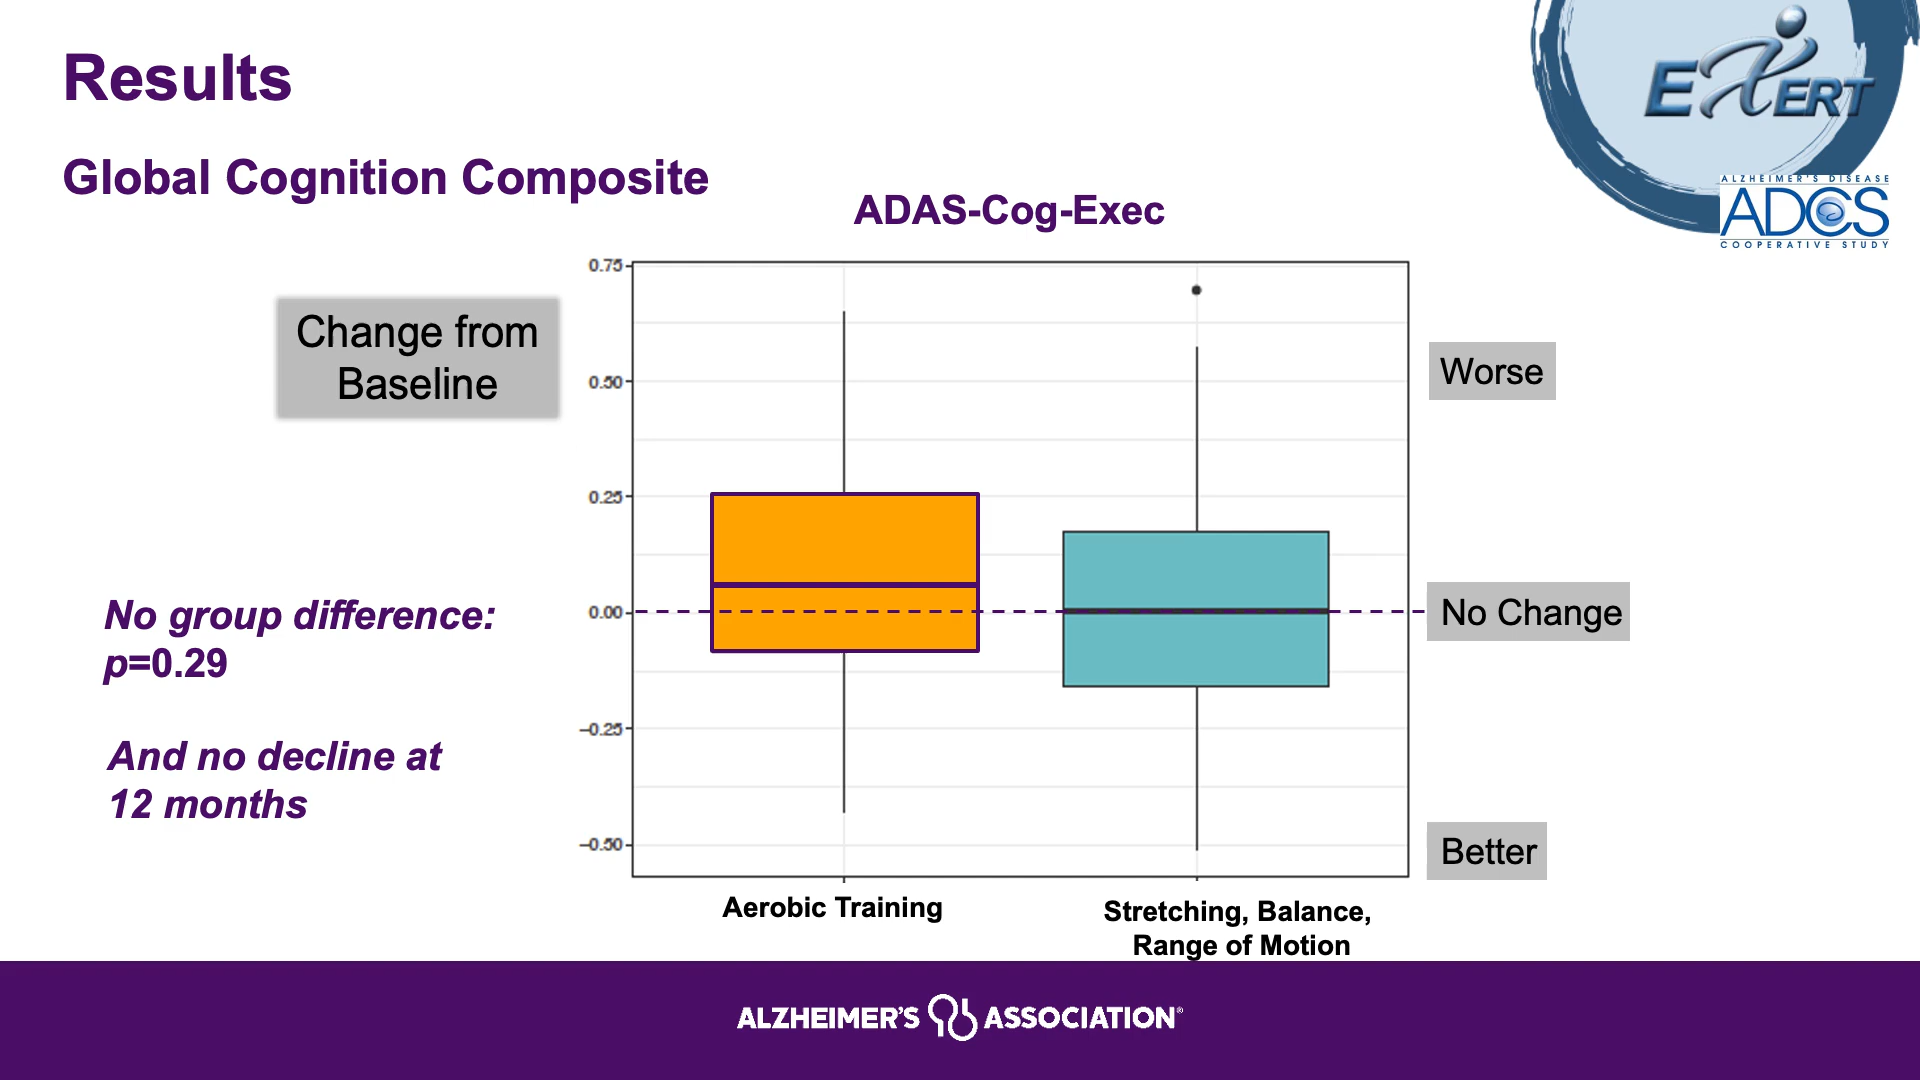 Results
EXERT
Global Cognition Composite
ALZHEIMER'S DISEASE
ADCS
COOPERATIVE STUDY
ADAS-Cog-Exec
Change from
Baseline
0.75
0.50
0.25
0.00
−0.25
−0.50
Worse
No Change
Better
No group difference:
p=0.29
And no decline at
12 months
Aerobic Training
Stretching, Balance,
Range of Motion
ALZHEIMER'S ASSOCIATION®